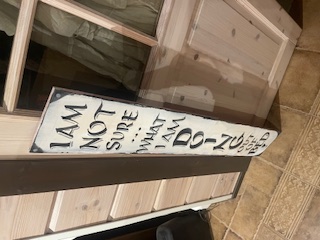 I AM
NOT
SURE
...
WHAT
I AM
DOING